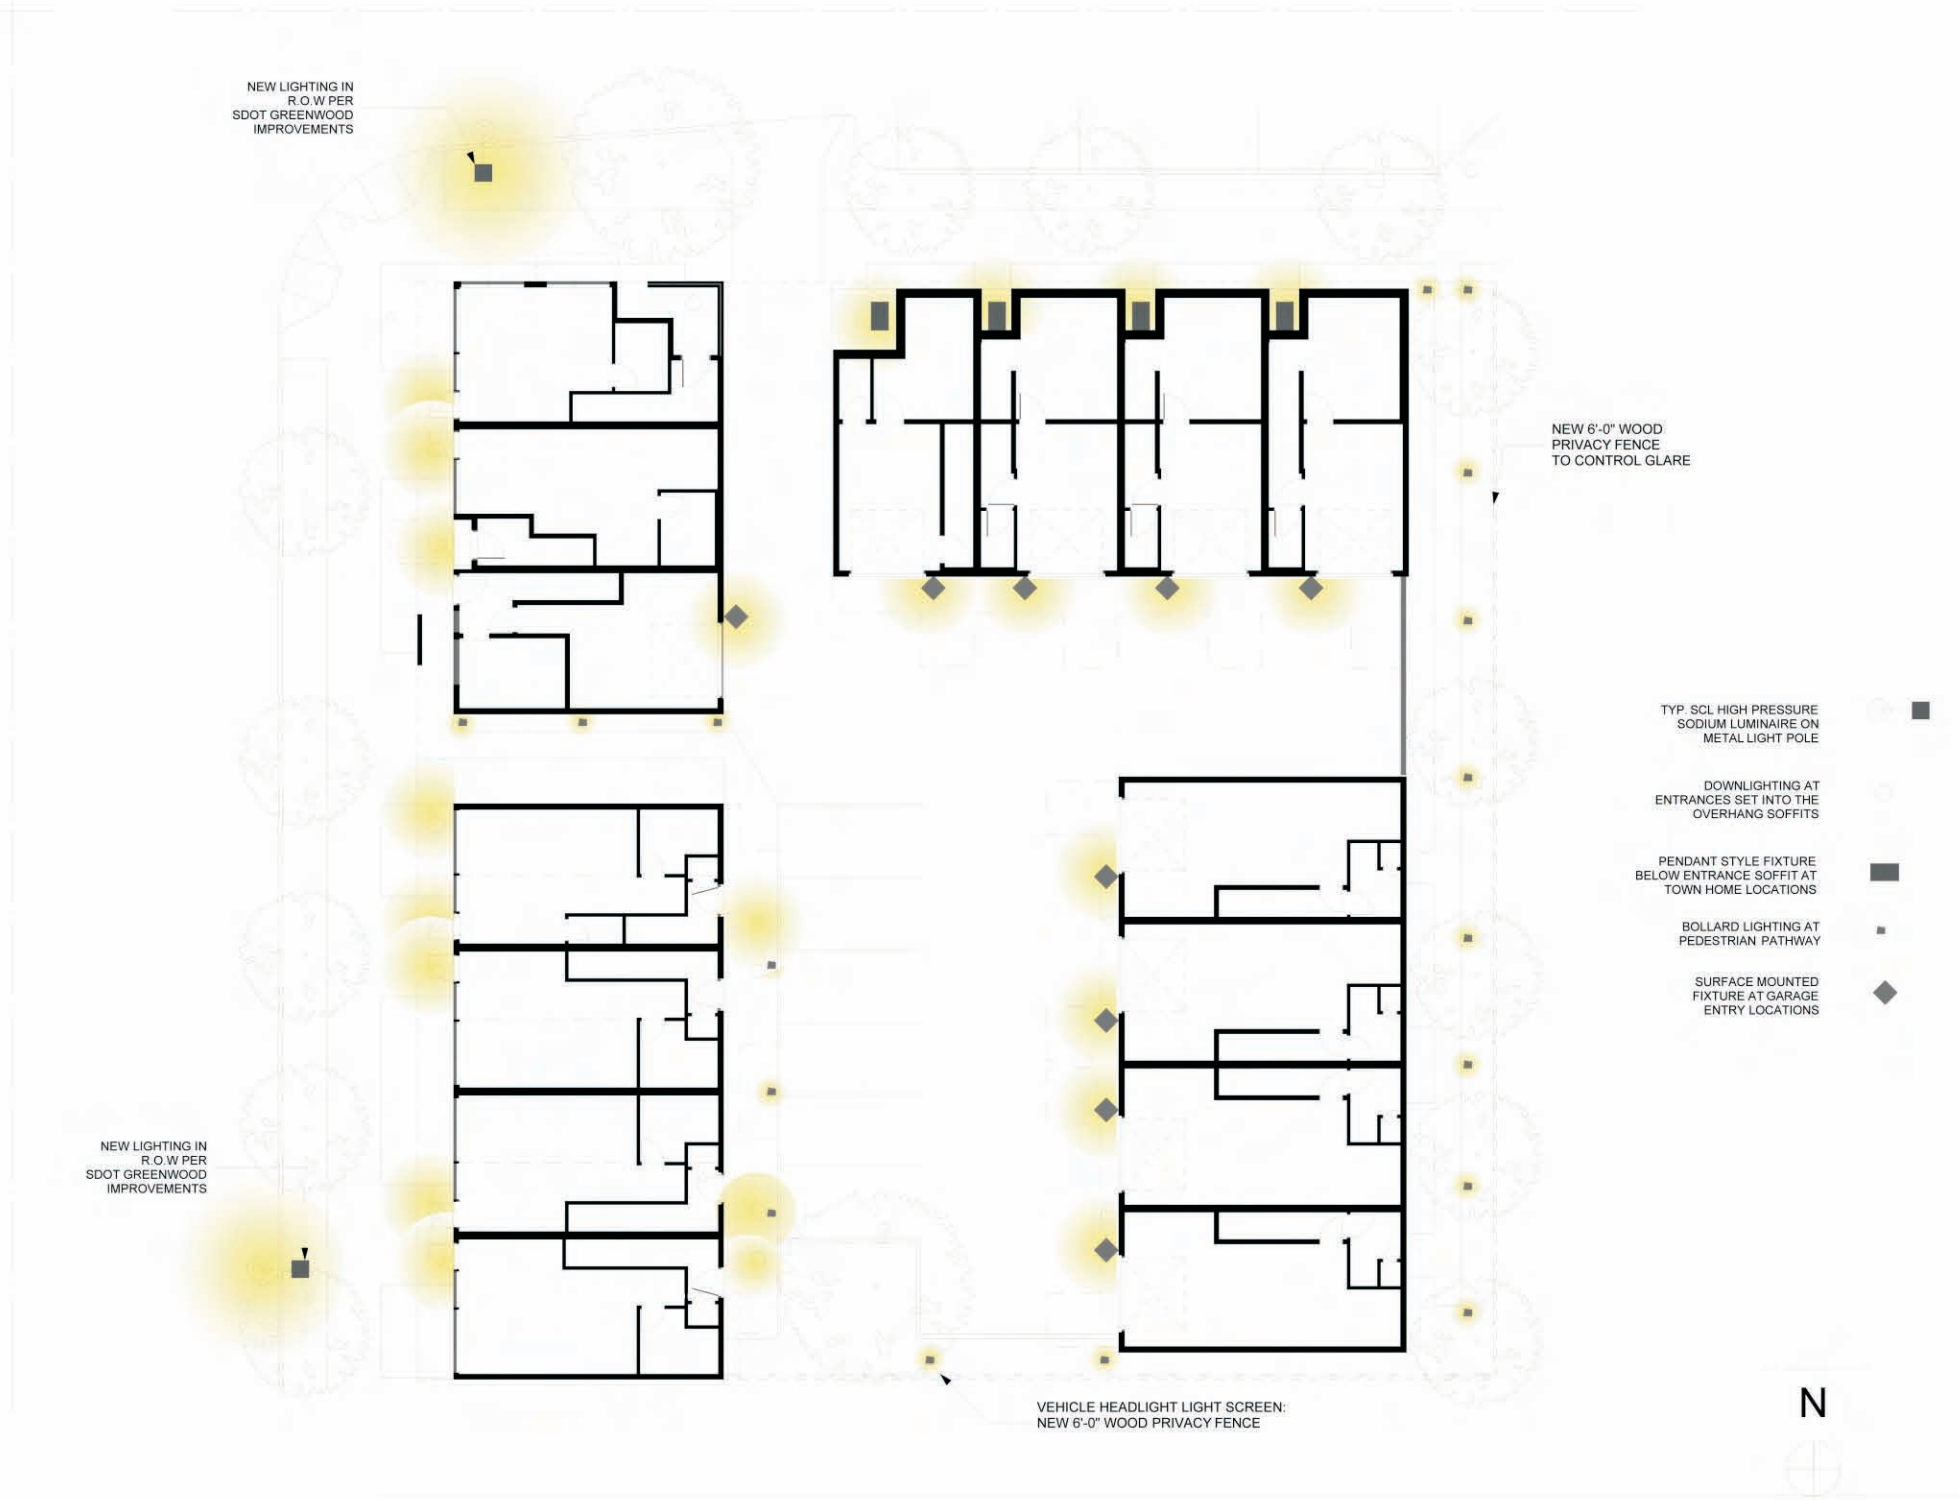 NEW LIGHTING IN
R.O.W PER
SDOT GREENWOOD
IMPROVEMENTS
NEW 6'-0" WOOD
PRIVACY FENCE
TO CONTROL GLARE
TYP. SCL HIGH PRESSURE
SODIUM LUMINAIRE ON
METAL LIGHT POLE
DOWNLIGHTING AT
ENTRANCES SET INTO THE
OVERHANG SOFFITS
PENDANT STYLE FIXTURE
BELOW ENTRANCE SOFFIT AT
TOWN HOME LOCATIONS
BOLLARD LIGHTING AT
PEDESTRIAN PATHWAY
SURFACE MOUNTED
FIXTURE AT GARAGE
ENTRY LOCATIONS
NEW LIGHTING IN
R.O.W PER
SDOT GREENWOOD
IMPROVEMENTS
VEHICLE HEADLIGHT LIGHT SCREEN:
NEW 6'-0" WOOD PRIVACY FENCE
N